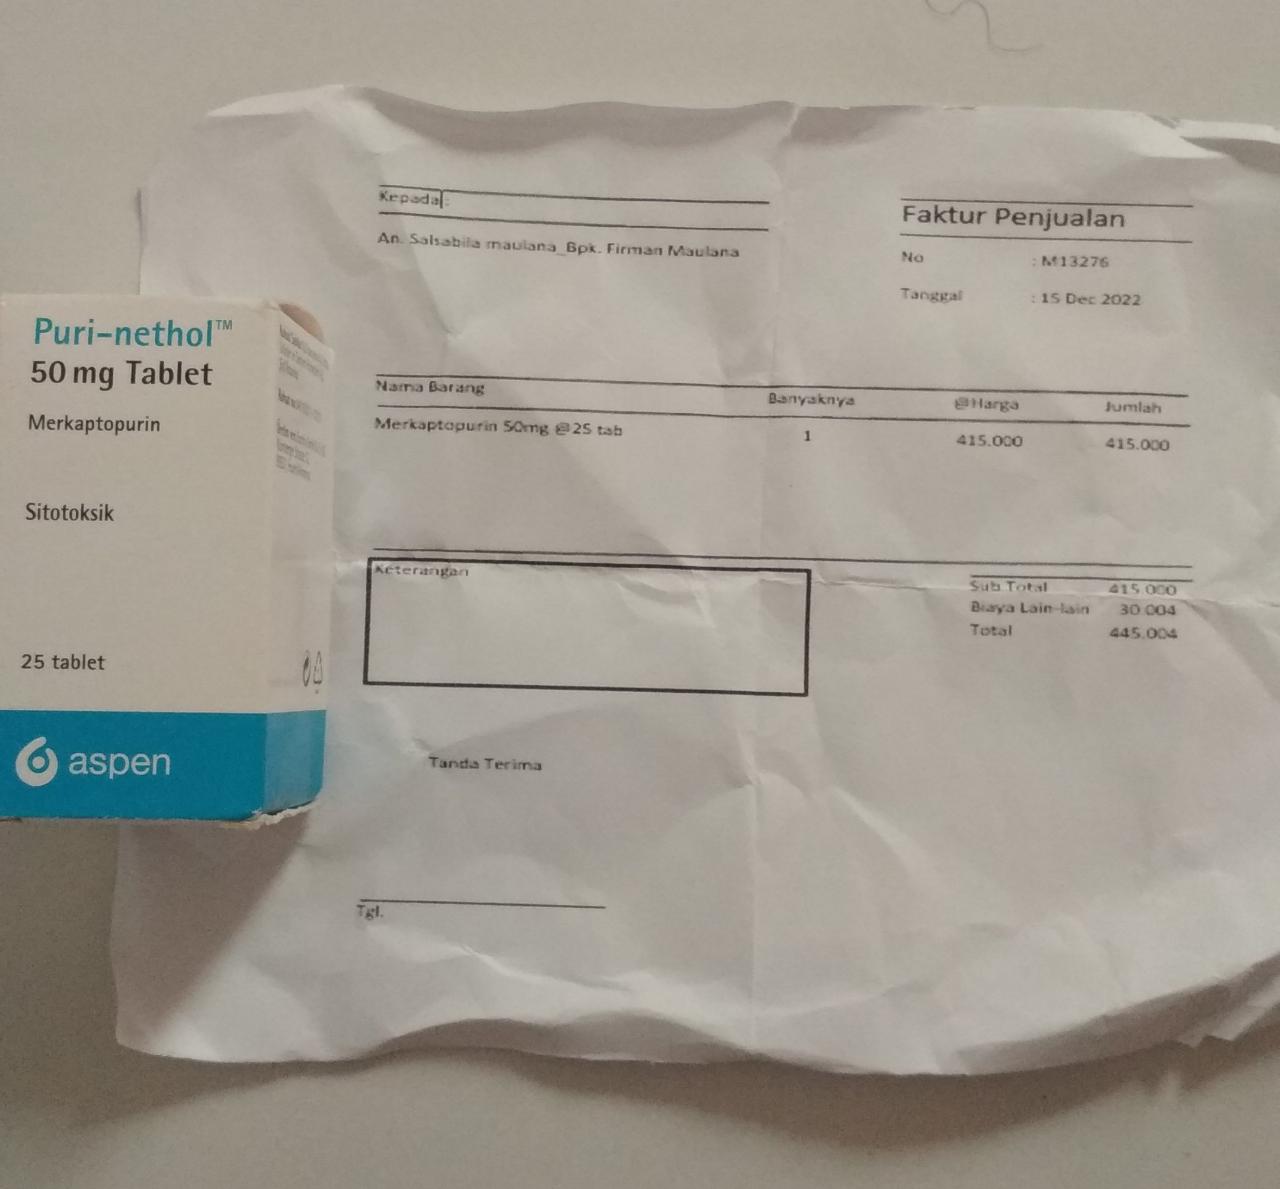 Puri-nethol™
50 mg Tablet
Merkaptopurin
Sitotoksik
25 tablet
aspen
Kepada :
An. Salsabila maulana_Bpk. Firman Maulana
Faktur Penjualan
No : M13276
Tanggal : 15 Dec 2022
Nama Barang Banyaknya @Harga Jumlah
Merkaptopurin 50mg @25 tab 1 415.000 415.000
Keterangan
Sub Total 415.000
Biaya Lain-lain 30.004
Total 445.004
Tanda Terima
Tgl.